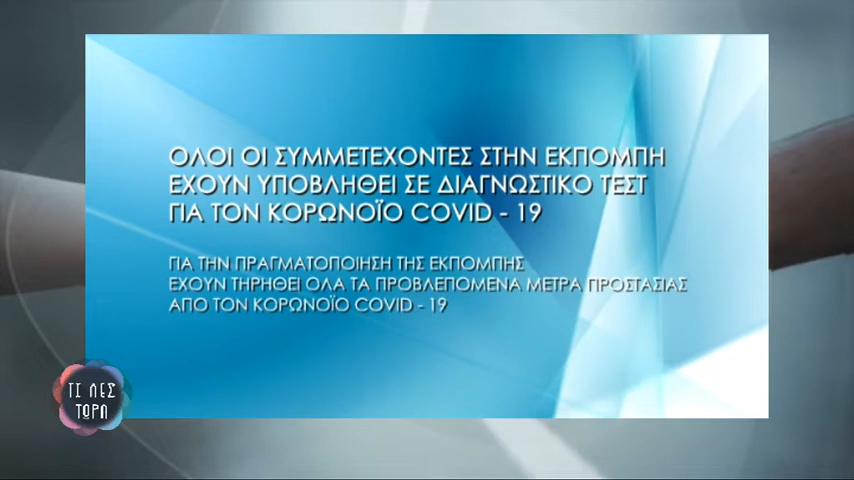 ΟΛΟΙ ΟΙ ΣΥΜΜΕΤΕΧΟΝΤΕΣ ΣΤΗΝ ΕΚΠΟΜΠΗ
ΕΧΟΥΝ ΥΠΟΒΛΗΘΕΙ ΣΕ ΔΙΑΓΝΩΣΤΙΚΟ ΤΕΣΤ
ΓΙΑ ΤΟΝ ΚΟΡΩΝΟΪΟ COVID - 19
ΓΙΑ ΤΗΝ ΠΡΑΓΜΑΤΟΠΟΙΗΣΗ ΤΗΣ ΕΚΠΟΜΠΗΣ
ΕΧΟΥΝ ΤΗΡΗΘΕΙ ΟΛΑ ΤΑ ΠΡΟΒΛΕΠΟΜΕΝΑ ΜΕΤΡΑ ΠΡΟΣΤΑΣΙΑΣ
ΑΠΟ ΤΟΝ ΚΟΡΩΝΟΪΟ COVID - 19
ΤΙ ΛΕΣ
ΤΩΡΑ